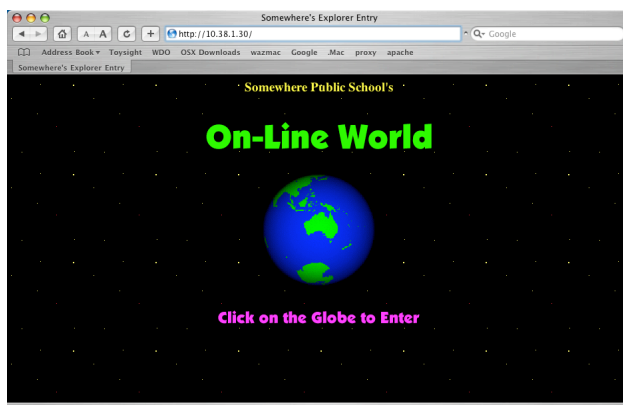 Somewhere's Explorer Entry
A A http://10.38.1.30/ Google
Address Book Toysight WDO OSX Downloads wazmac Google .Mac proxy apache
Somewhere's Explorer Entry
Somewhere Public School's
On-Line World
Click on the Globe to Enter